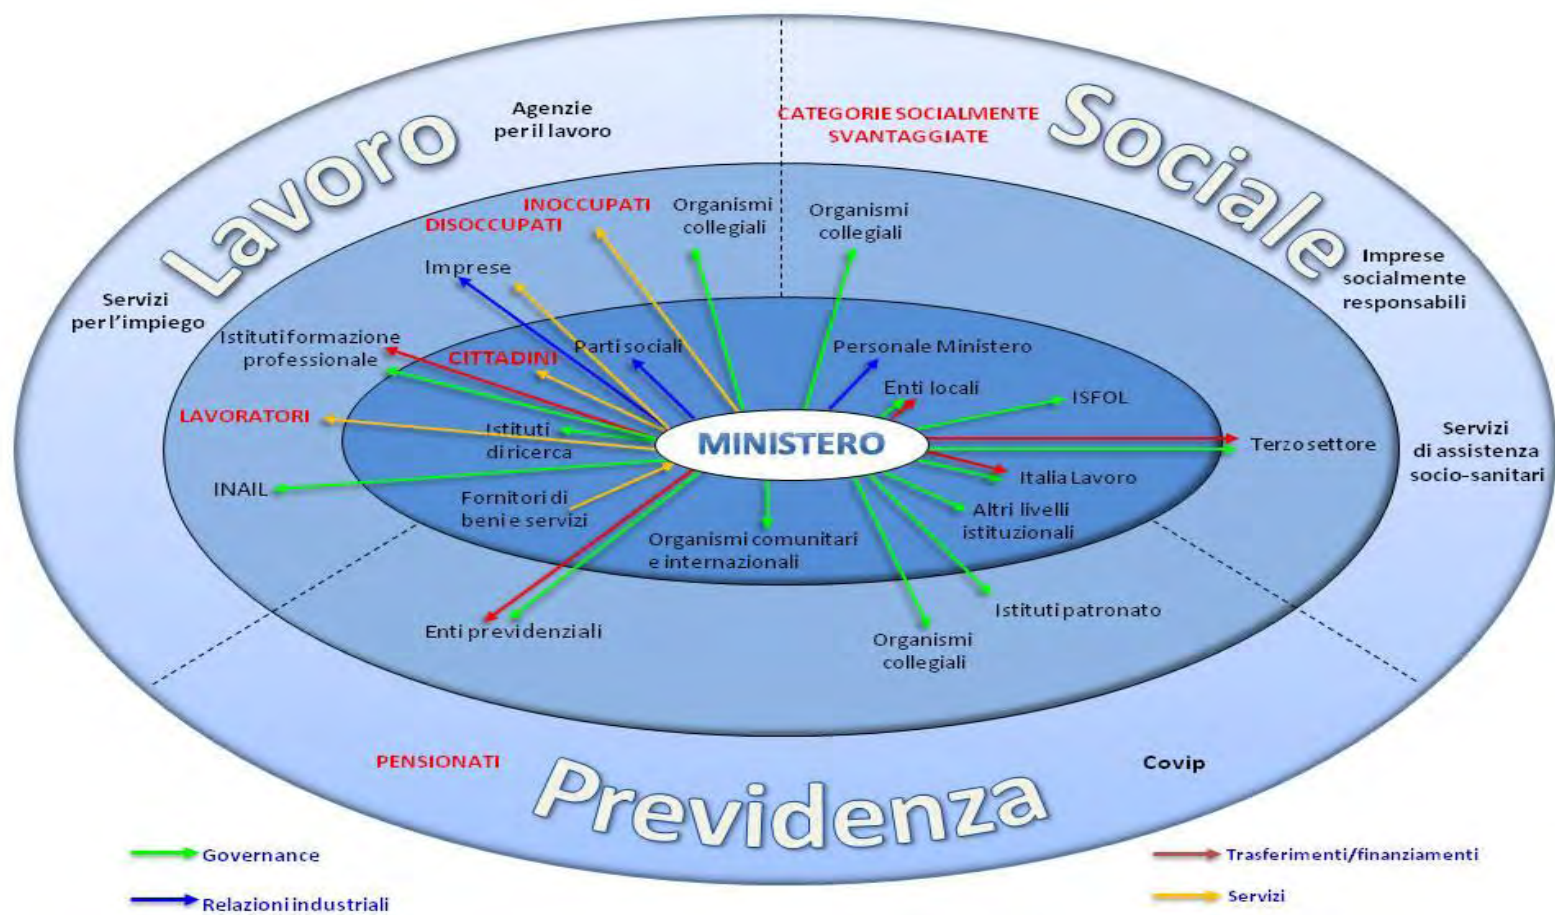 Lavoro
Sociale
Previdenza
Agenzie
per il lavoro
CATEGORIE SOCIALMENTE
SVANTAGGIATE
INOCCUPATI
DISOCCUPATI
Organismi
collegiali
Organismi
collegiali
Imprese
Imprese
socialmente
responsabili
Servizi
per l'impiego
Istituti formazione
professionale
CITTADINI
Parti sociali
Personale Ministero
Enti locali
ISFOL
LAVORATORI
Istituti
di ricerca
MINISTERO
Terzo settore
Servizi
di assistenza
socio-sanitari
INAIL
Fornitori di
beni e servizi
Italia Lavoro
Altri livelli
istituzionali
Organismi comunitari
e internazionali
Istituti patronato
Enti previdenziali
Organismi
collegiali
PENSIONATI
Covip
Governance
Trasferimenti/finanziamenti
Relazioni industriali
Servizi